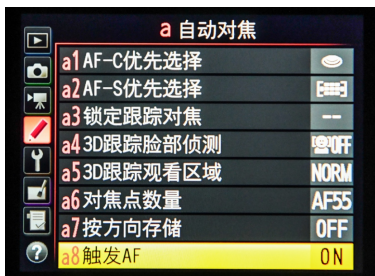 a 自动对焦
a1 AF-C优先选择
a2 AF-S优先选择
a3 锁定跟踪对焦 --
a4 3D跟踪脸部侦测 OFF
a5 3D跟踪观看区域 NORM
a6 对焦点数量 AF55
a7 按方向存储 OFF
a8 触发AF ON
?